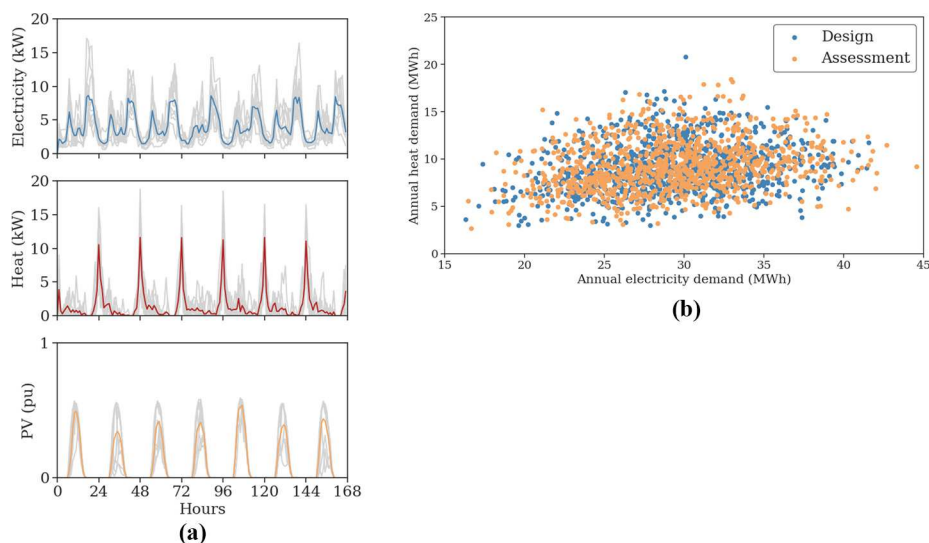 20
15
10
5
0
Electricity (kW)
20
15
10
5
0
Heat (kW)
1
0
PV (pu)
0 24 48 72 96 120 144 168
Hours
(a)
25
20
15
10
5
0
Annual heat demand (MWh)
Design
Assessment
15 20 25 30 35 40 45
Annual electricity demand (MWh)
(b)